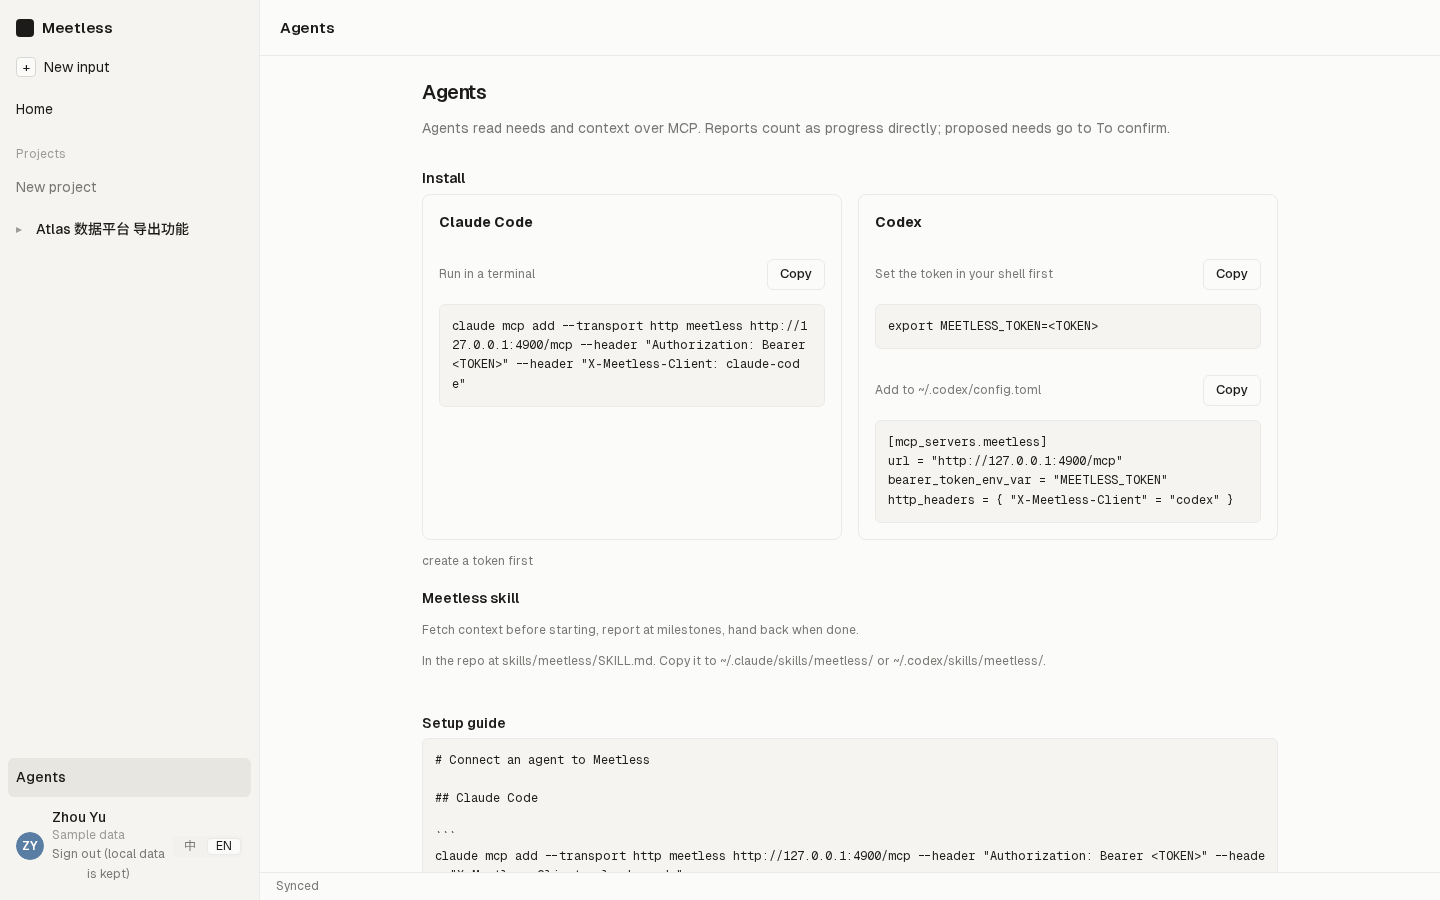 Meetless
+ New input
Home
Projects
New project
▸ Atlas 数据平台 导出功能
Agents
ZY
Zhou Yu
Sample data
Sign out (local data
is kept)
中 EN
Agents
Agents
Agents read needs and context over MCP. Reports count as progress directly; proposed needs go to To confirm.
Install
Claude Code
Run in a terminal
Copy
claude mcp add --transport http meetless http://1
27.0.0.1:4900/mcp --header "Authorization: Bearer
<TOKEN>" --header "X-Meetless-Client: claude-cod
e"
Codex
Set the token in your shell first
Copy
export MEETLESS_TOKEN=<TOKEN>
Add to ~/.codex/config.toml
Copy
[mcp_servers.meetless]
url = "http://127.0.0.1:4900/mcp"
bearer_token_env_var = "MEETLESS_TOKEN"
http_headers = { "X-Meetless-Client" = "codex" }
create a token first
Meetless skill
Fetch context before starting, report at milestones, hand back when done.
In the repo at skills/meetless/SKILL.md. Copy it to ~/.claude/skills/meetless/ or ~/.codex/skills/meetless/.
Setup guide
# Connect an agent to Meetless
## Claude Code
```
claude mcp add --transport http meetless http://127.0.0.1:4900/mcp --header "Authorization: Bearer <TOKEN>" --heade
Synced